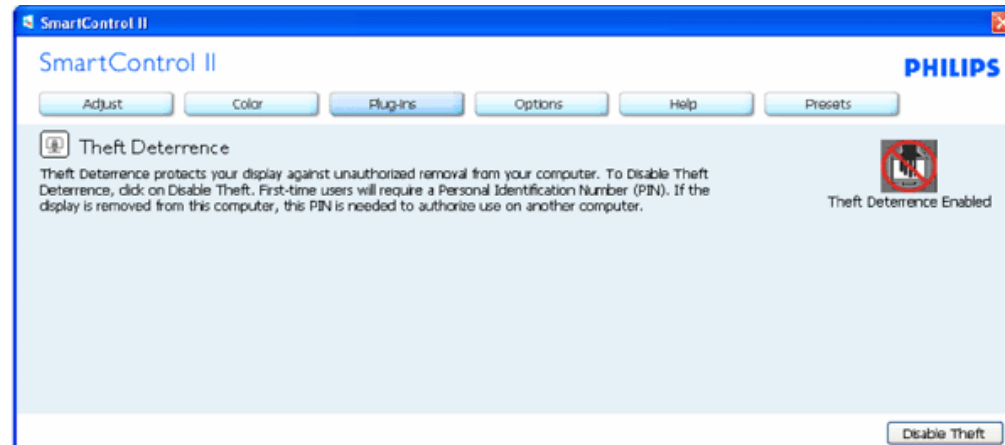 SmartControl II
SmartControl II
PHILIPS
Adjust Color Plug-Ins Options Help Presets
Theft Deterrence
Theft Deterrence protects your display against unauthorized removal from your computer. To Disable Theft
Deterrence, click on Disable Theft. First-time users will require a Personal Identification Number (PIN). If the
display is removed from this computer, this PIN is needed to authorize use on another computer.
Theft Deterrence Enabled
Disable Theft